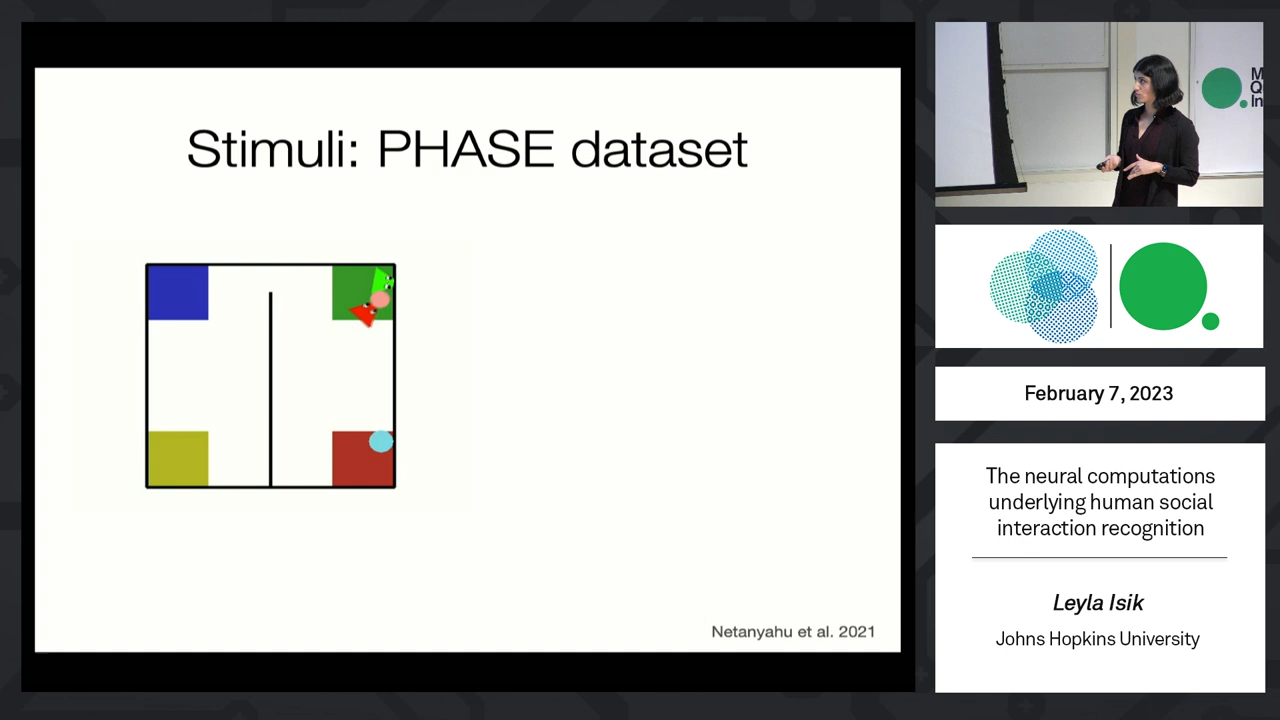 Stimuli: PHASE dataset
Netanyahu et al. 2021
M
Q
In
February 7, 2023
The neural computations
underlying human social
interaction recognition
Leyla Isik
Johns Hopkins University